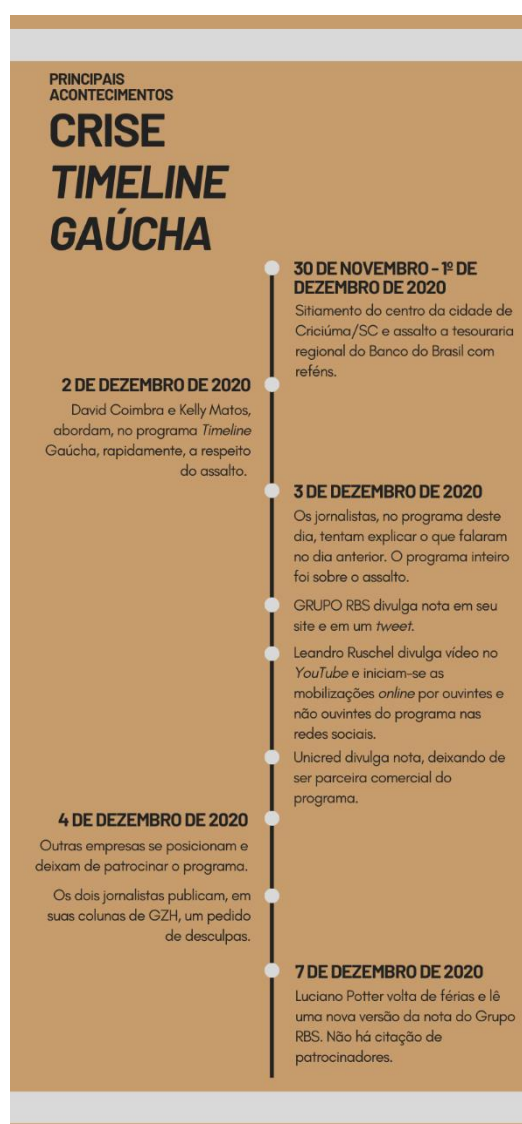 PRINCIPAIS
ACONTECIMENTOS
CRISE
TIMELINE
GAÚCHA
30 DE NOVEMBRO - 1º DE
DEZEMBRO DE 2020
Sitiamento do centro da cidade de
Criciúma/SC e assalto a tesouraria
regional do Banco do Brasil com
reféns.
2 DE DEZEMBRO DE 2020
David Coimbra e Kelly Matos,
abordam, no programa Timeline
Gaúcha, rapidamente, a respeito
do assalto.
3 DE DEZEMBRO DE 2020
Os jornalistas, no programa deste
dia, tentam explicar o que falaram
no dia anterior. O programa inteiro
foi sobre o assalto.
GRUPO RBS divulga nota em seu
site e em um tweet.
Leandro Ruschel divulga vídeo no
YouTube e iniciam-se as
mobilizações online por ouvintes e
não ouvintes do programa nas
redes sociais.
Unicred divulga nota, deixando de
ser parceira comercial do
programa.
4 DE DEZEMBRO DE 2020
Outras empresas se posicionam e
deixam de patrocinar o programa.
Os dois jornalistas publicam, em
suas colunas de GZH, um pedido
de desculpas.
7 DE DEZEMBRO DE 2020
Luciano Potter volta de férias e lê
uma nova versão da nota do Grupo
RBS. Não há citação de
patrocinadores.